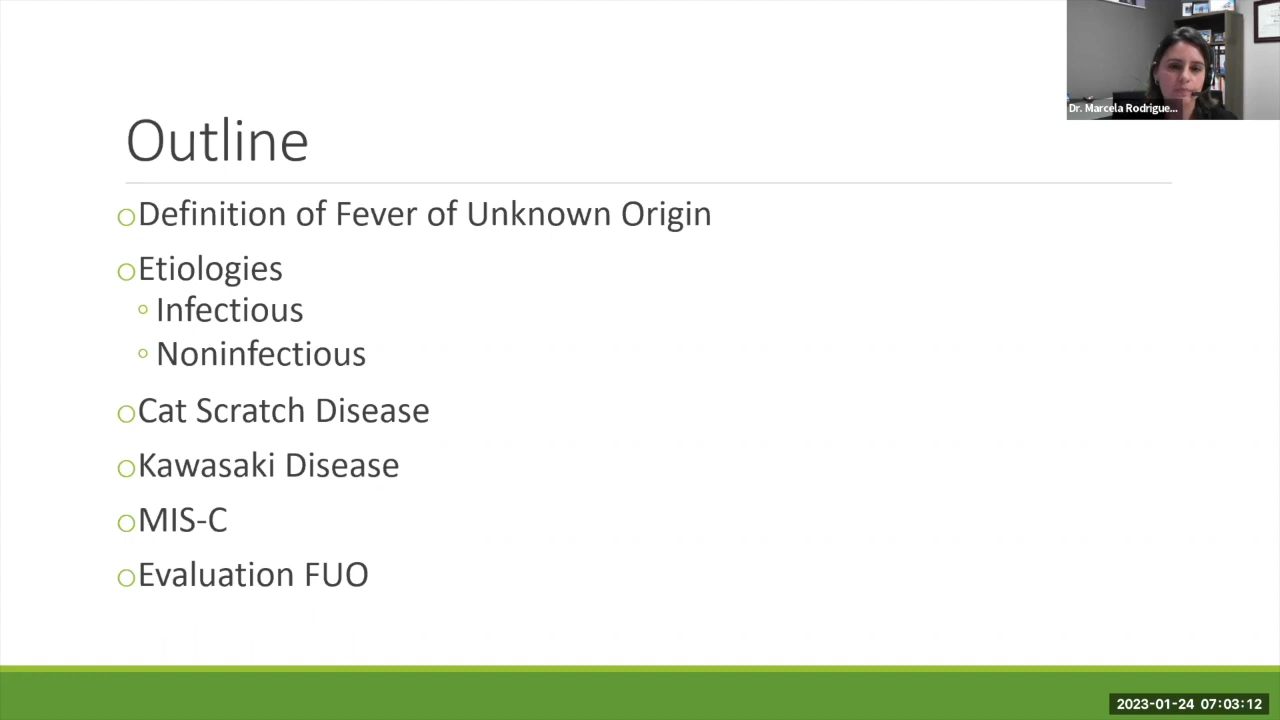 Dr. Marcela Rodrigue...
Outline
Definition of Fever of Unknown Origin
Etiologies
Infectious
Noninfectious
Cat Scratch Disease
Kawasaki Disease
MIS-C
Evaluation FUO
2023-01-24 07:03:12